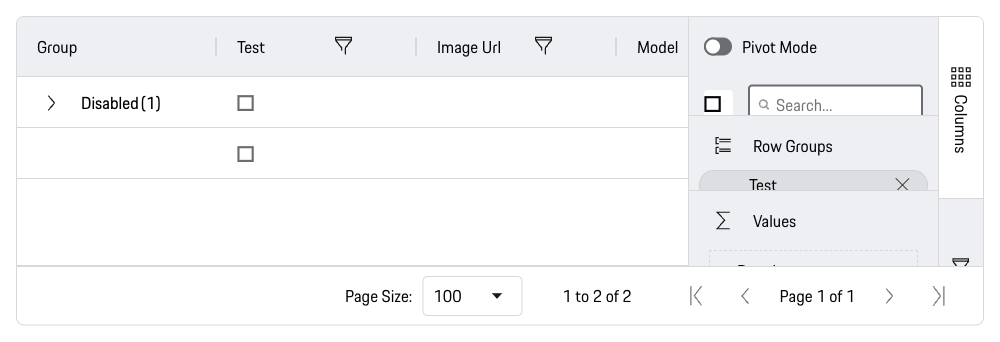 Group Test Image Url Model
Disabled (1)
Pivot Mode
Search...
Row Groups
Test
Values
Columns
Page Size: 100 1 to 2 of 2 Page 1 of 1